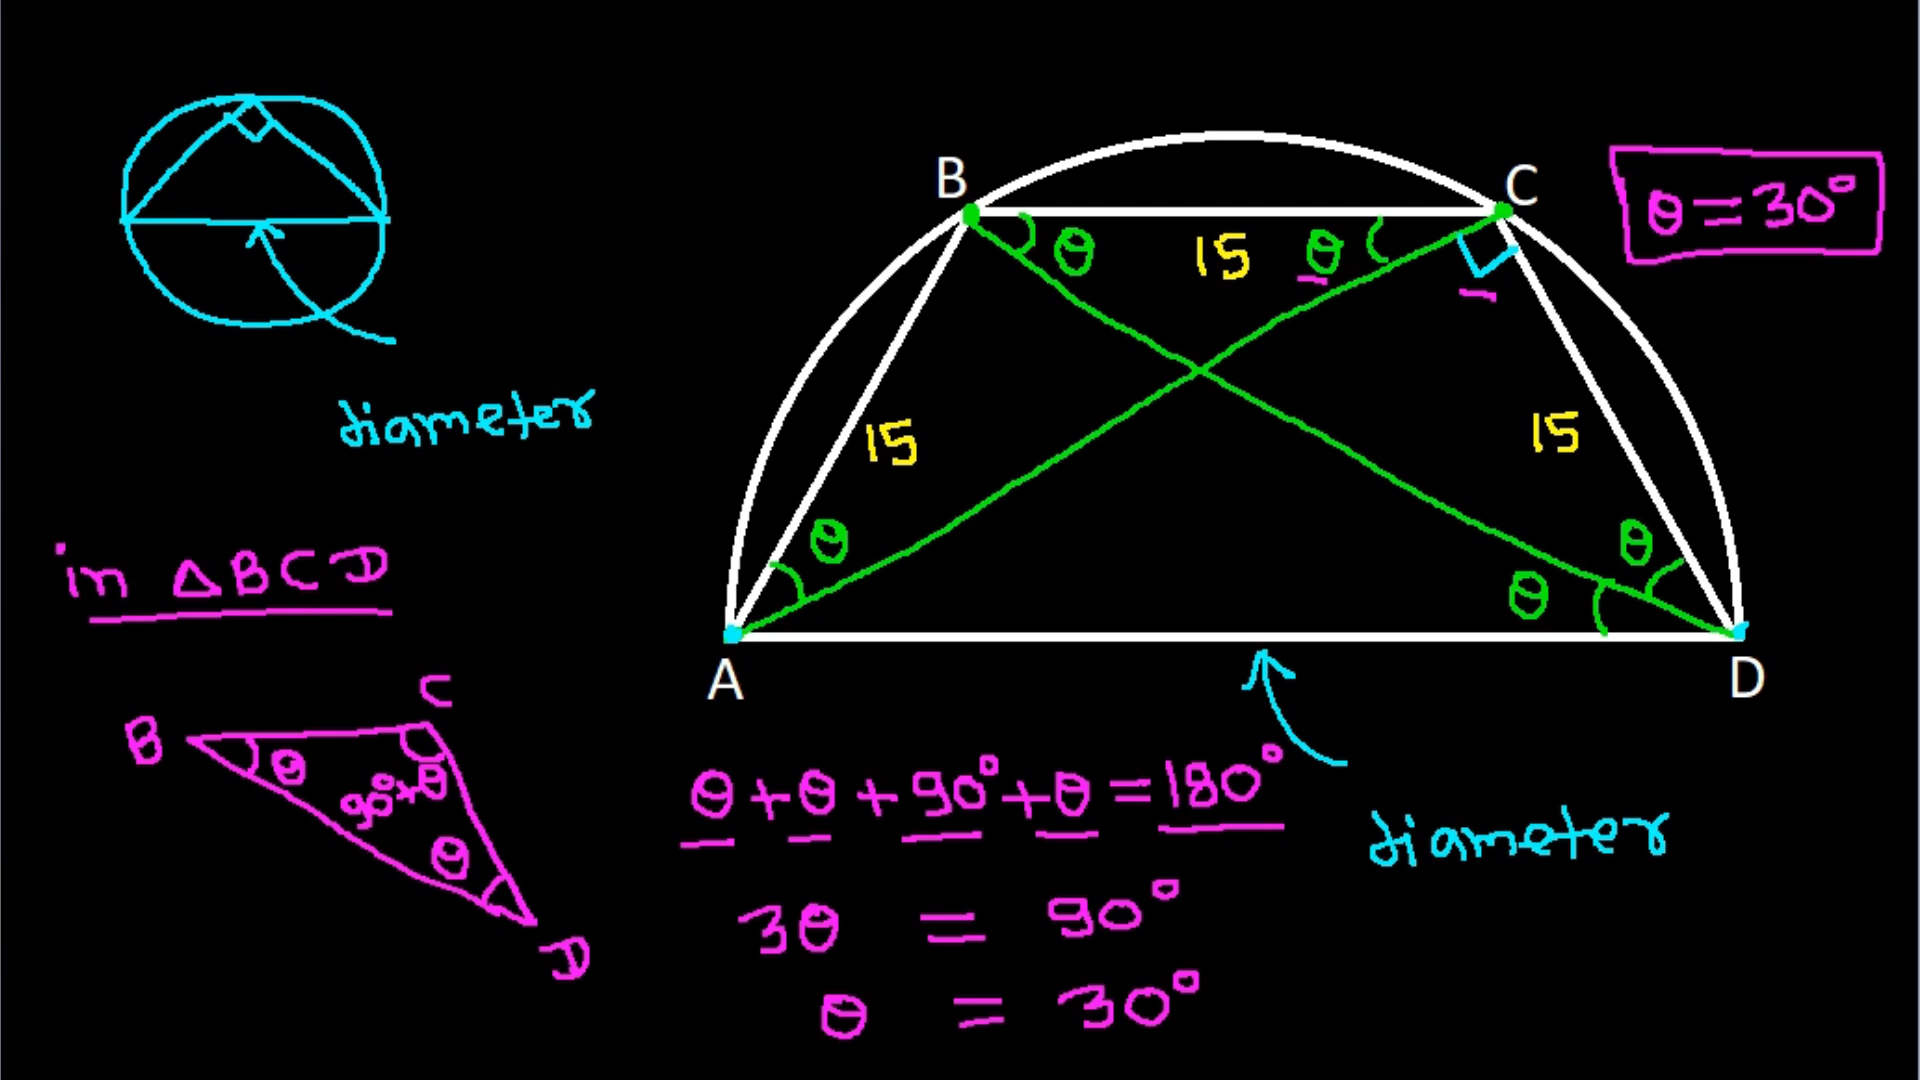 B
C
θ = 30°
θ
15
θ
diameter
15
15
in ΔBCD
θ
θ
θ
A
D
C
B
θ
90°+θ
θ
D
θ + θ + 90° + θ = 180°
diameter
3θ = 90°
θ = 30°